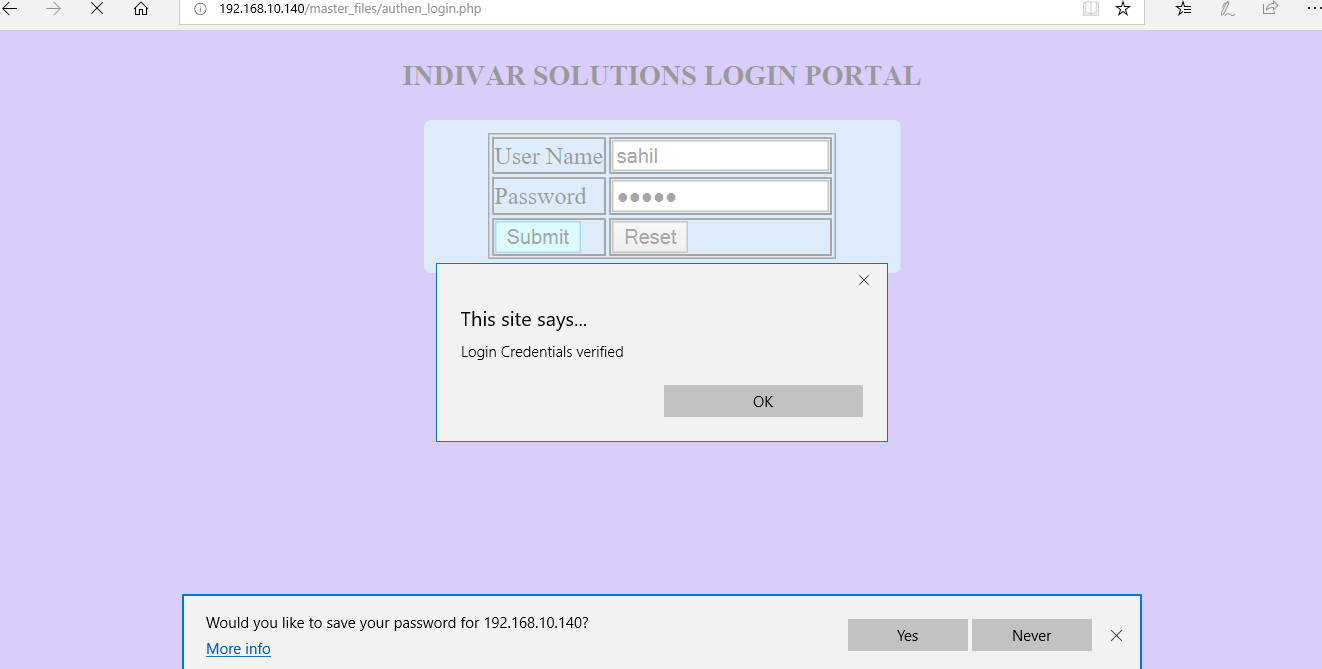 192.168.10.140/master_files/authen_login.php
INDIVAR SOLUTIONS LOGIN PORTAL
User Name sahil
Password ●●●●●
Submit Reset
This site says...
Login Credentials verified
OK
Would you like to save your password for 192.168.10.140?
Yes Never
More info